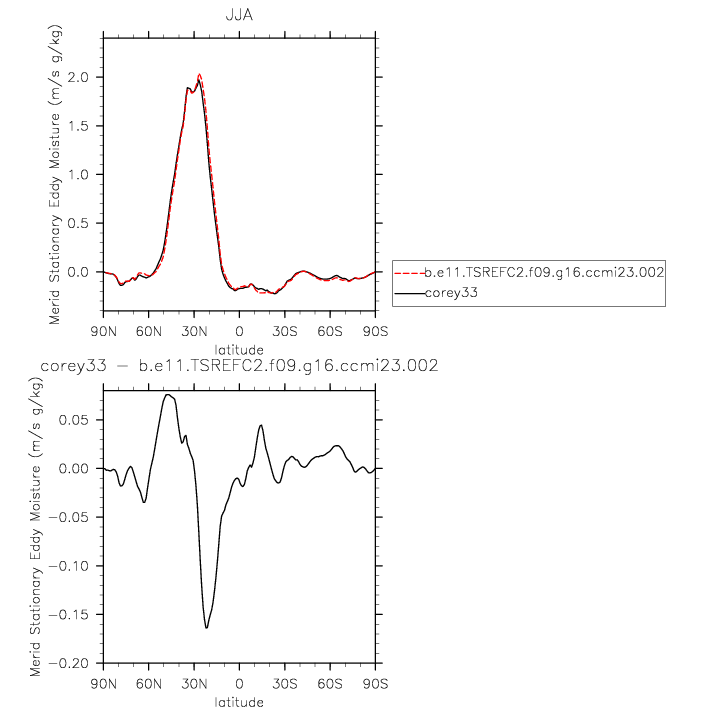 JJA
Merid Stationary Eddy Moisture (m/s g/kg)
2.0
1.5
1.0
0.5
0.0
90N 60N 30N 0 30S 60S 90S
latitude
b.e11.TSREFC2.f09.g16.ccmi23.002
corey33
corey33 − b.e11.TSREFC2.f09.g16.ccmi23.002
Merid Stationary Eddy Moisture (m/s g/kg)
0.05
0.00
−0.05
−0.10
−0.15
−0.20
90N 60N 30N 0 30S 60S 90S
latitude